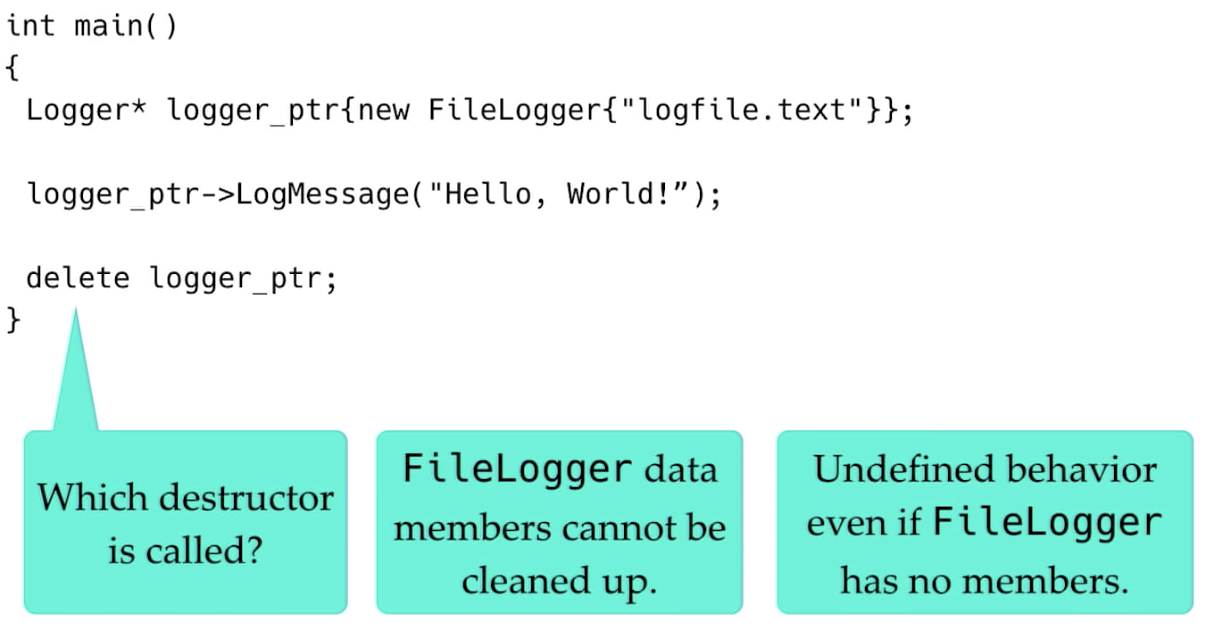 int main()
{
Logger* logger_ptr{new FileLogger{"logfile.text"}};
logger_ptr->LogMessage("Hello, World!”);
delete logger_ptr;
}
Which destructor
is called?
FileLogger data
members cannot be
cleaned up.
Undefined behavior
even if FileLogger
has no members.